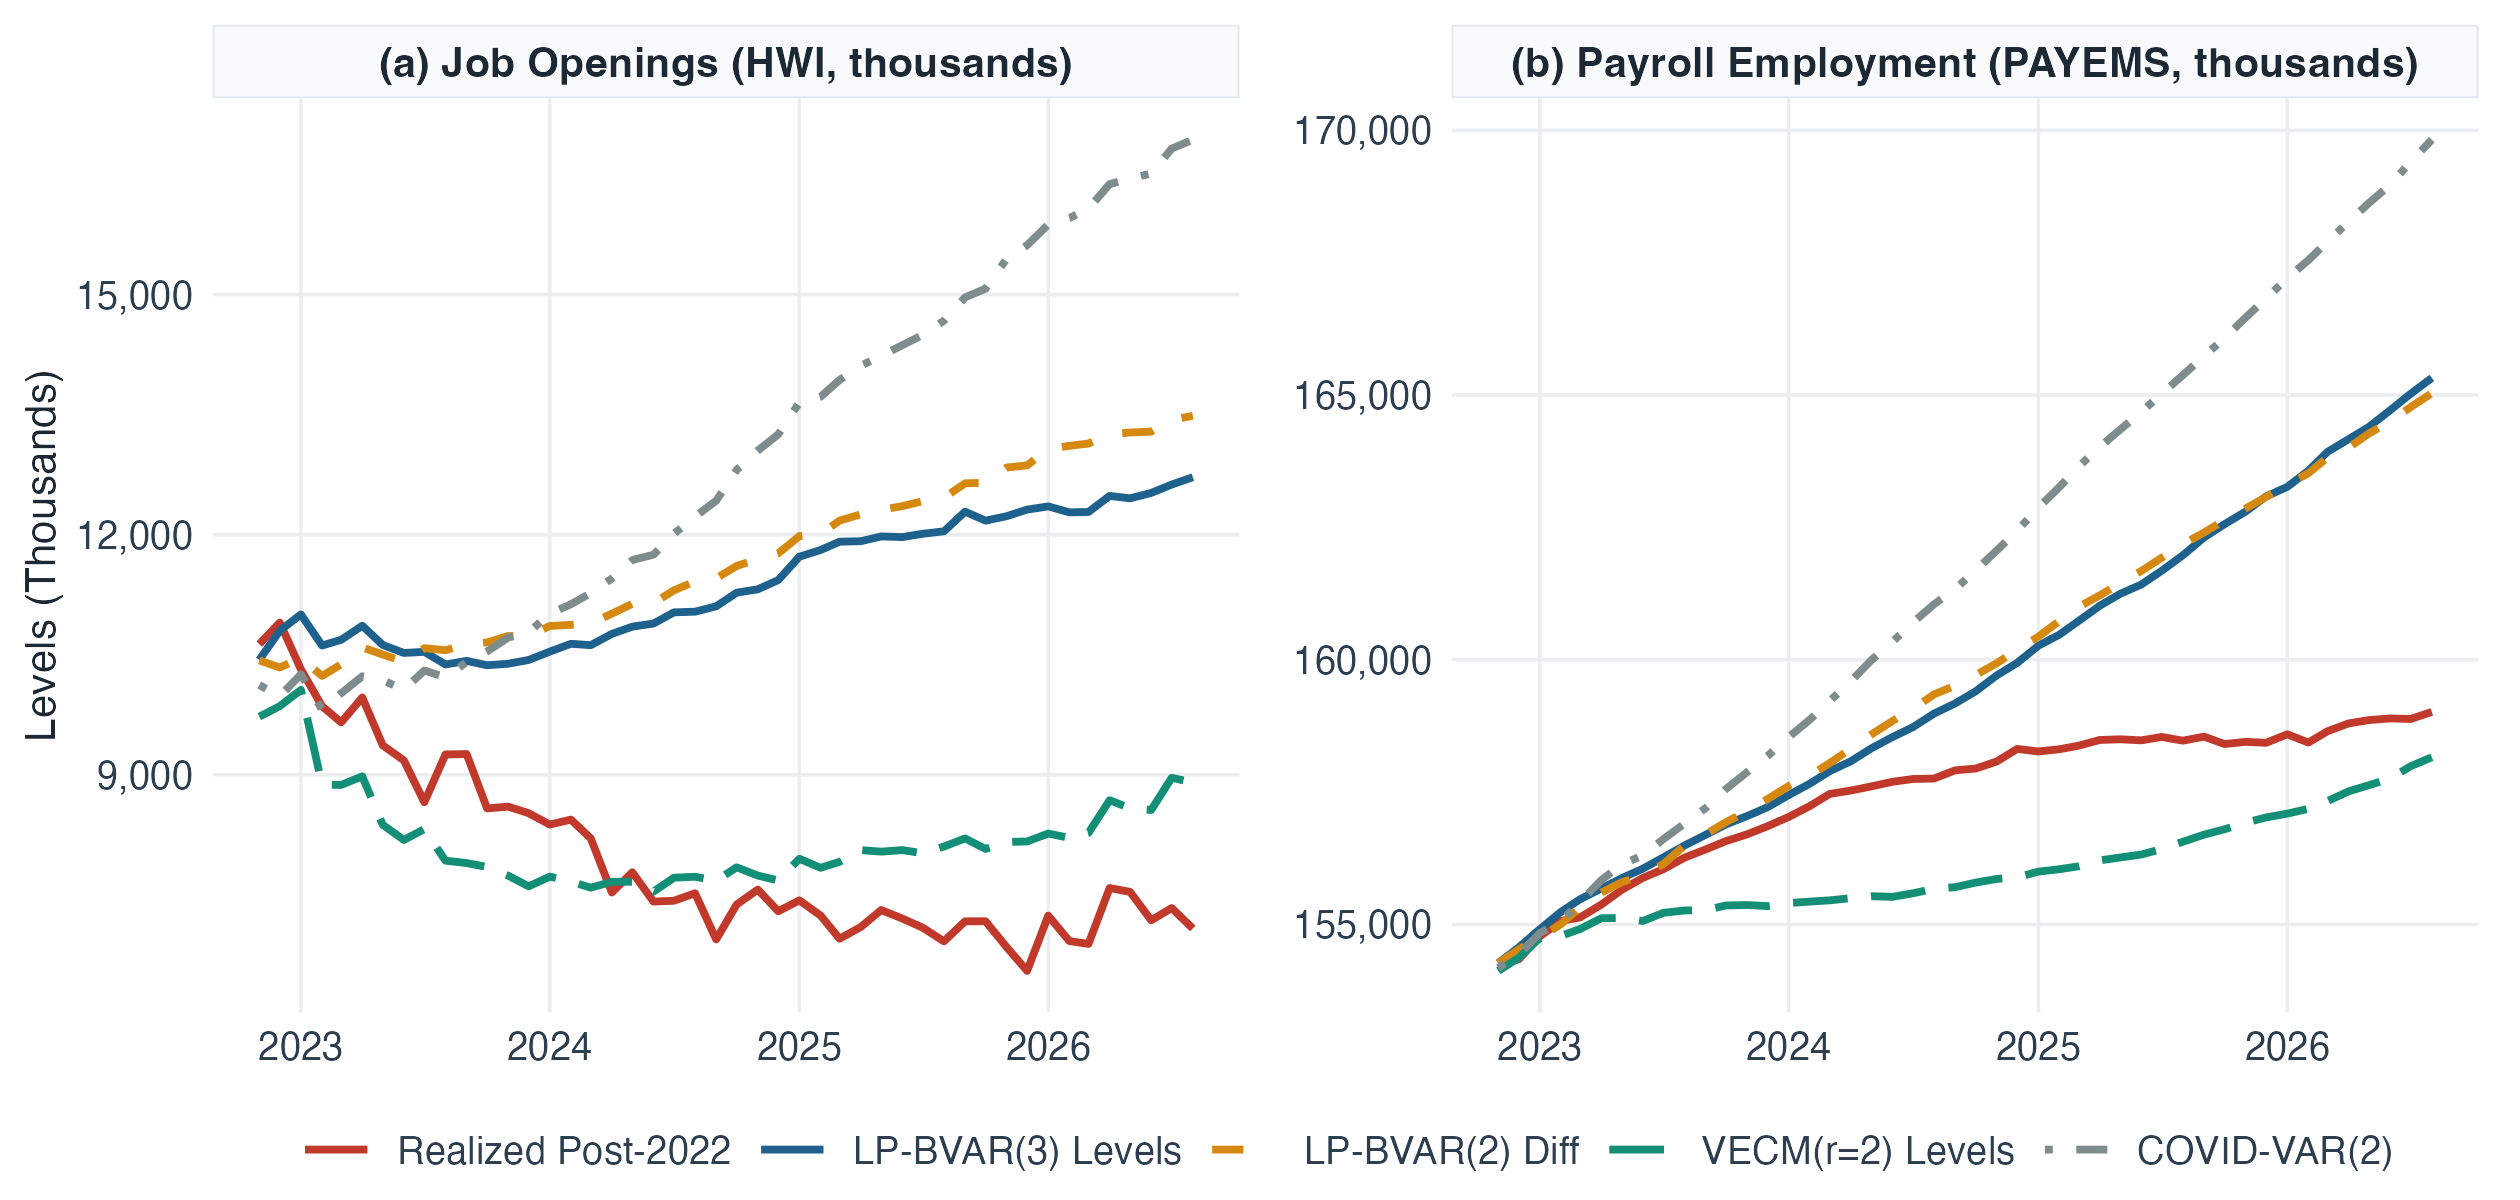 (a) Job Openings (HWI, thousands)
(b) Payroll Employment (PAYEMS, thousands)
Levels (Thousands)
15,000
12,000
9,000
170,000
165,000
160,000
155,000
2023 2024 2025 2026
2023 2024 2025 2026
Realized Post-2022 LP-BVAR(3) Levels LP-BVAR(2) Diff VECM(r=2) Levels COVID-VAR(2)